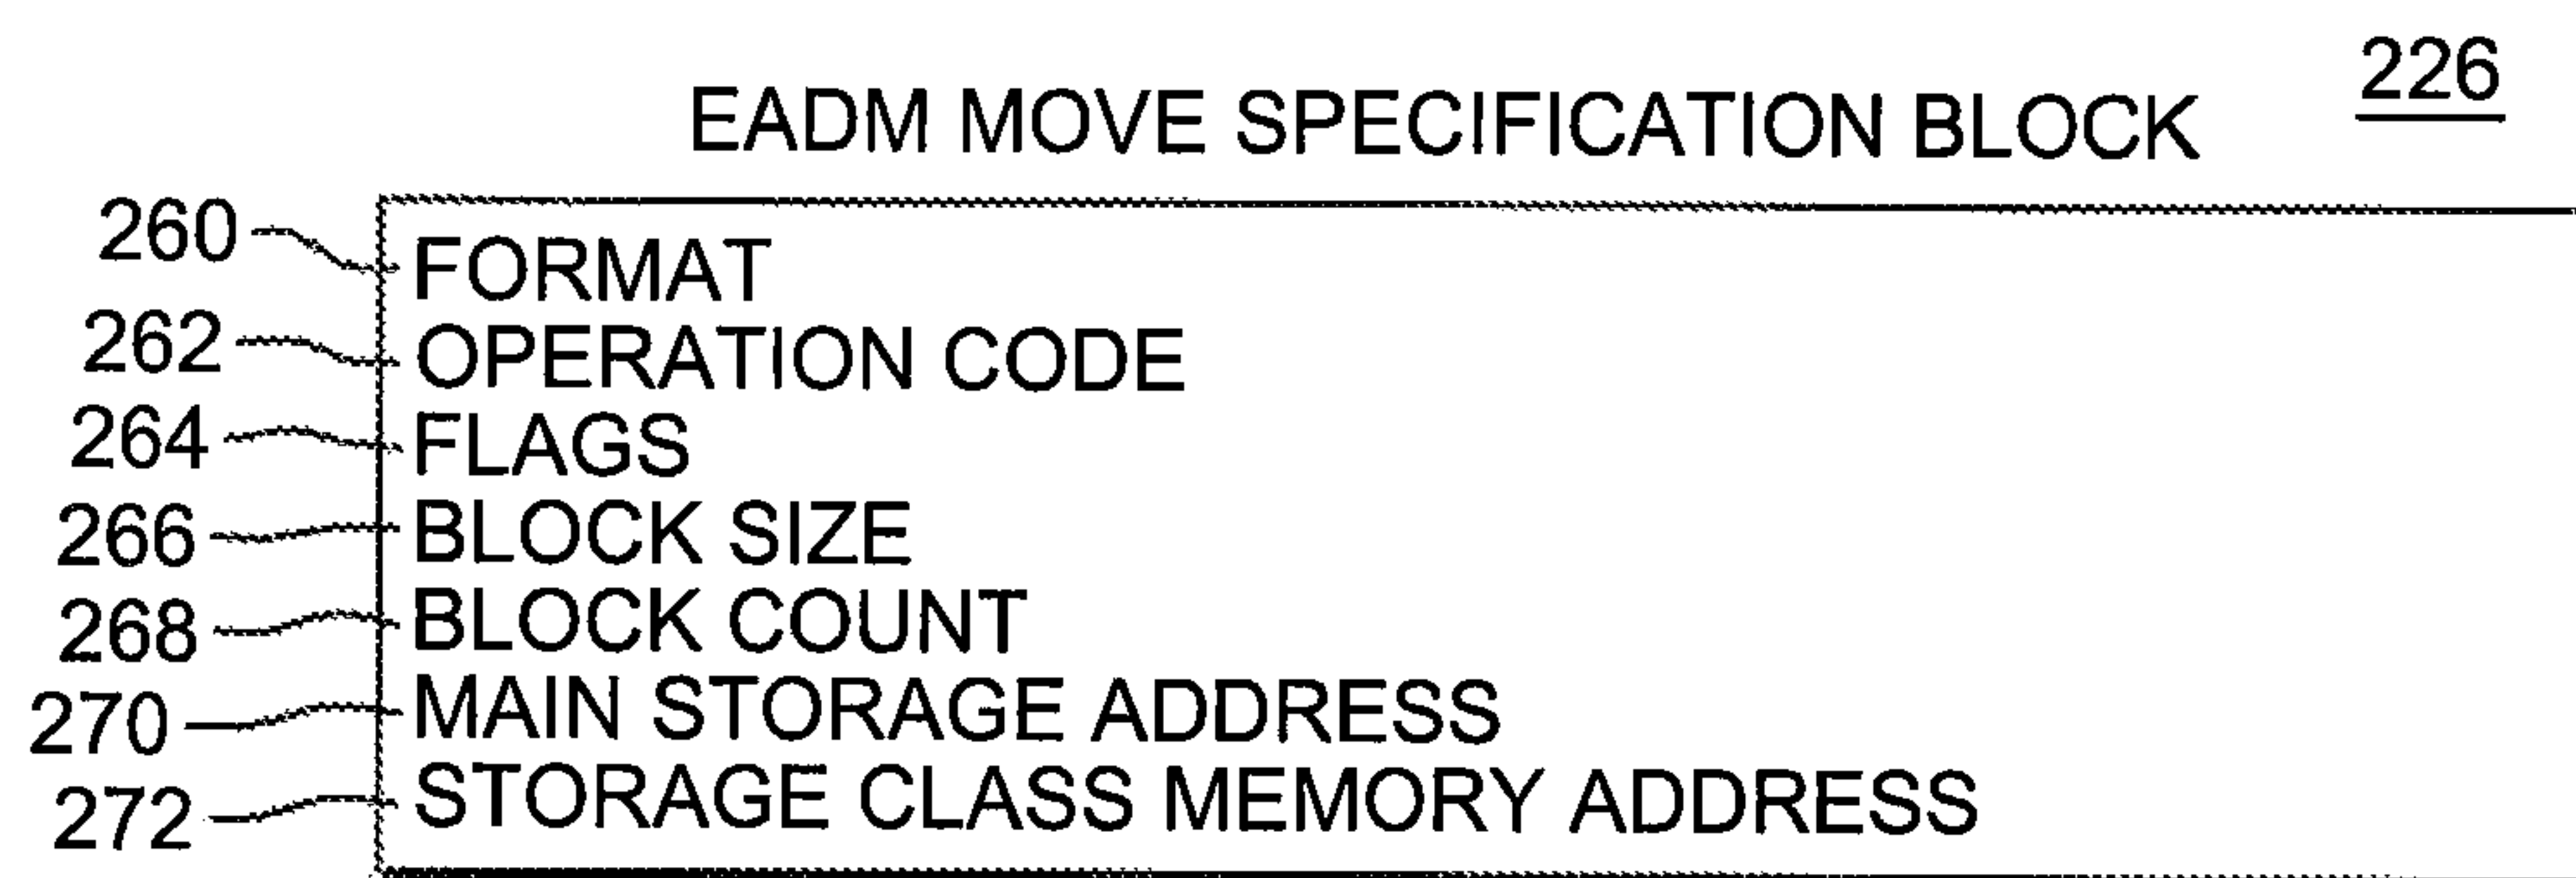 226
EADM MOVE SPECIFICATION BLOCK
260 FORMAT
262 OPERATION CODE
264 FLAGS
266 BLOCK SIZE
268 BLOCK COUNT
270 MAIN STORAGE ADDRESS
272 STORAGE CLASS MEMORY ADDRESS